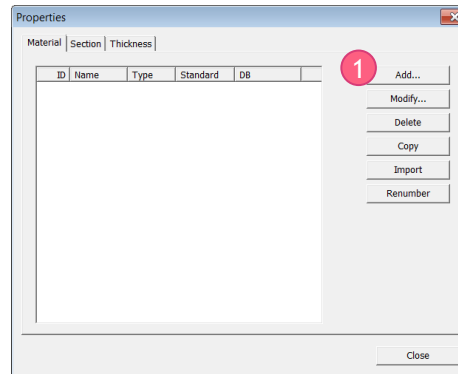 Properties
Material Section Thickness
ID Name Type Standard DB
1
Add...
Modify...
Delete
Copy
Import
Renumber
Close